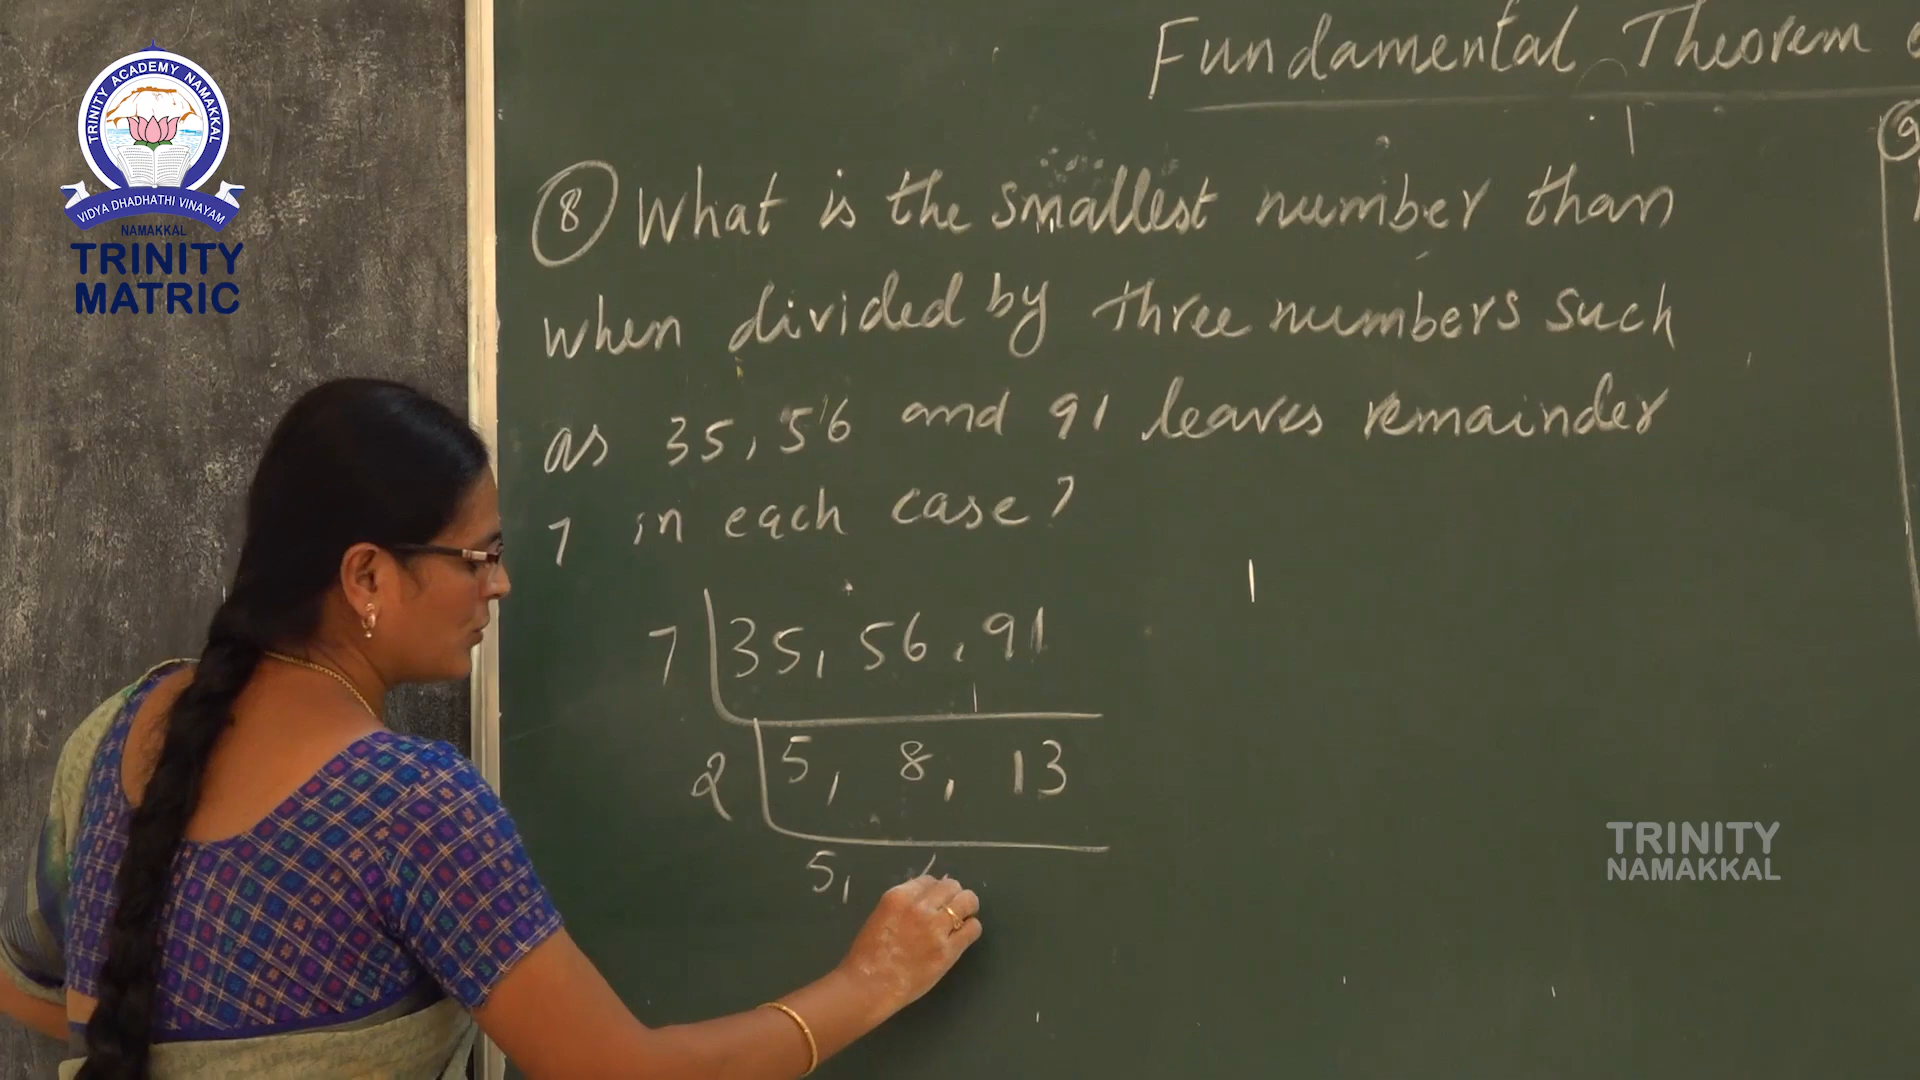 TRINITY ACADEMY NAMAKKAL
VIDYA DHADHATHI VINAYAM
NAMAKKAL
TRINITY
MATRIC
Fundamental Theorem
8 What is the smallest number than
when divided by three numbers such
as 35, 56 and 91 leaves remainder
7 in each case?
7 35, 56, 91
2 5, 8, 13
5,
9
TRINITY
NAMAKKAL